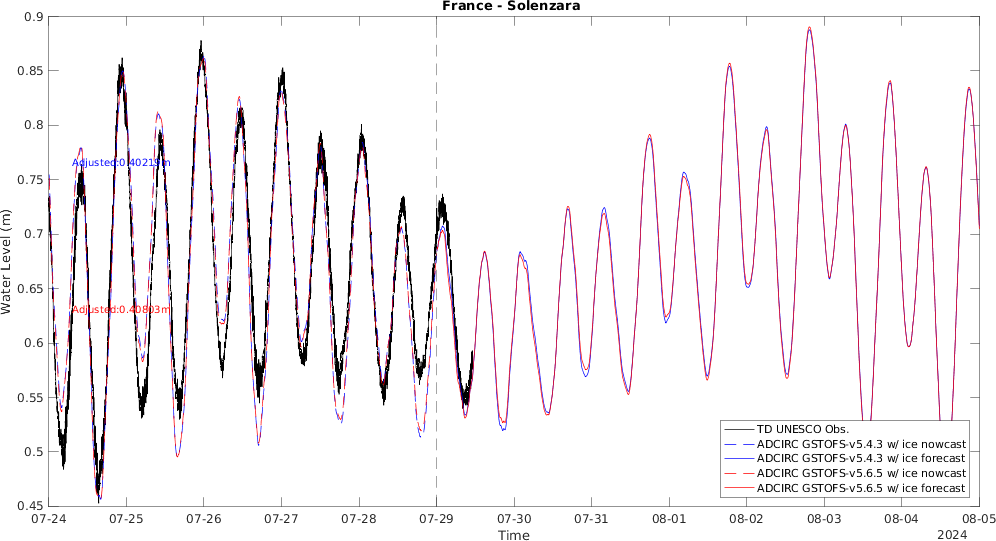 France - Solenzara
0.9
0.85
0.8
0.75
0.7
0.65
0.6
0.55
0.5
0.45
Water Level (m)
Adjusted:0.40219m
Adjusted:0.40803m
TD UNESCO Obs.
ADCIRC GSTOFS-v5.4.3 w/ ice nowcast
ADCIRC GSTOFS-v5.4.3 w/ ice forecast
ADCIRC GSTOFS-v5.6.5 w/ ice nowcast
ADCIRC GSTOFS-v5.6.5 w/ ice forecast
07-24 07-25 07-26 07-27 07-28 07-29 07-30 07-31 08-01 08-02 08-03 08-04 08-05
Time
2024